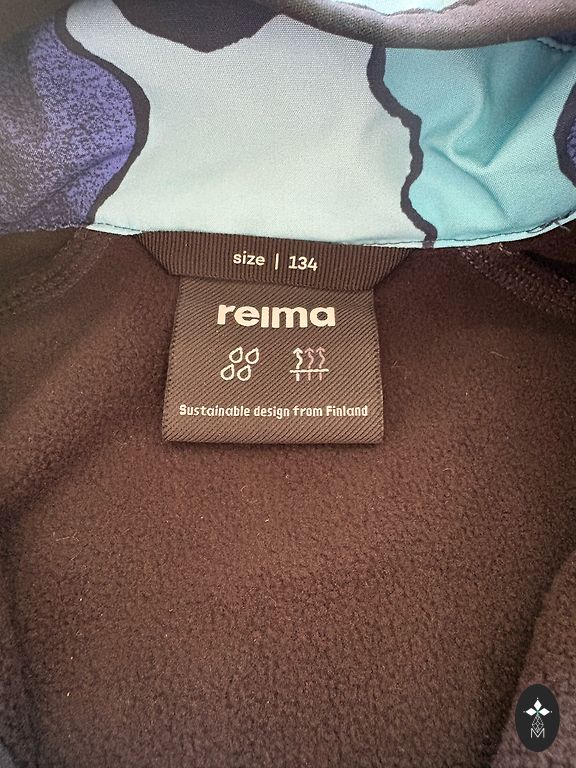 size | 134
reima
Sustainable design from Finland
M